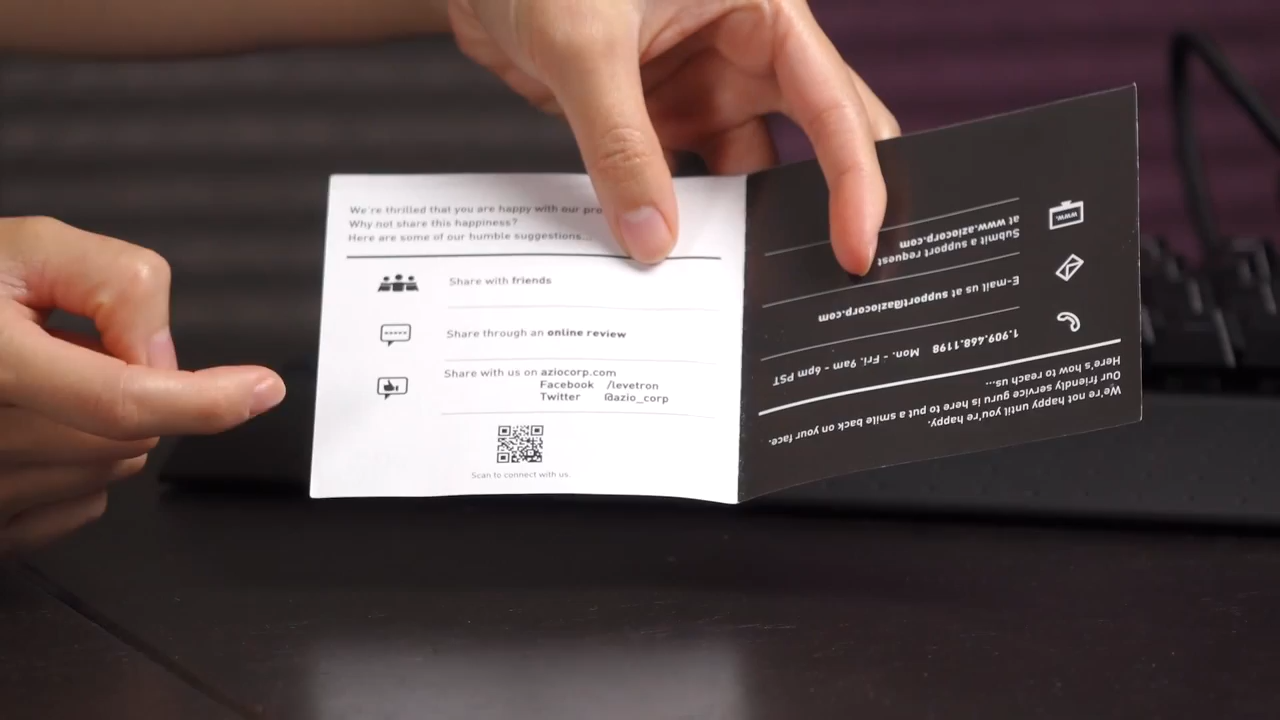 We're thrilled that you are happy with our
Why not share this happiness?
Here are some of our humble suggestions...
Share with friends
Share through an online review
Share with us on aziocorp.com
Facebook /levetron
Twitter @azio_corp
Scan to connect with us.
We're not happy until you're happy.
Our friendly service guru is here to put a smile back on your face.
Here's how to reach us...
1.909.468.1198 Mon. - Fri. 9am - 6pm PST
E-mail us at support@aziocorp.com
Submit a support request
at www.aziocorp.com
www.